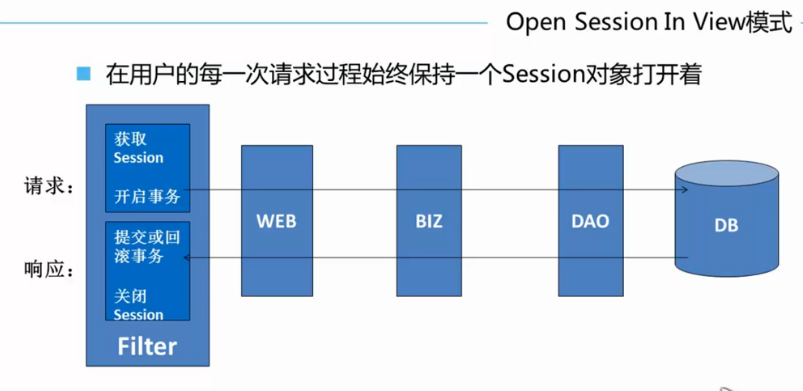 Open Session In View模式
在用户的每一次请求过程始终保持一个Session对象打开着
请求：
获取
Session
开启事务
响应：
提交或回
滚事务
关闭
Session
Filter
WEB
BIZ
DAO
DB